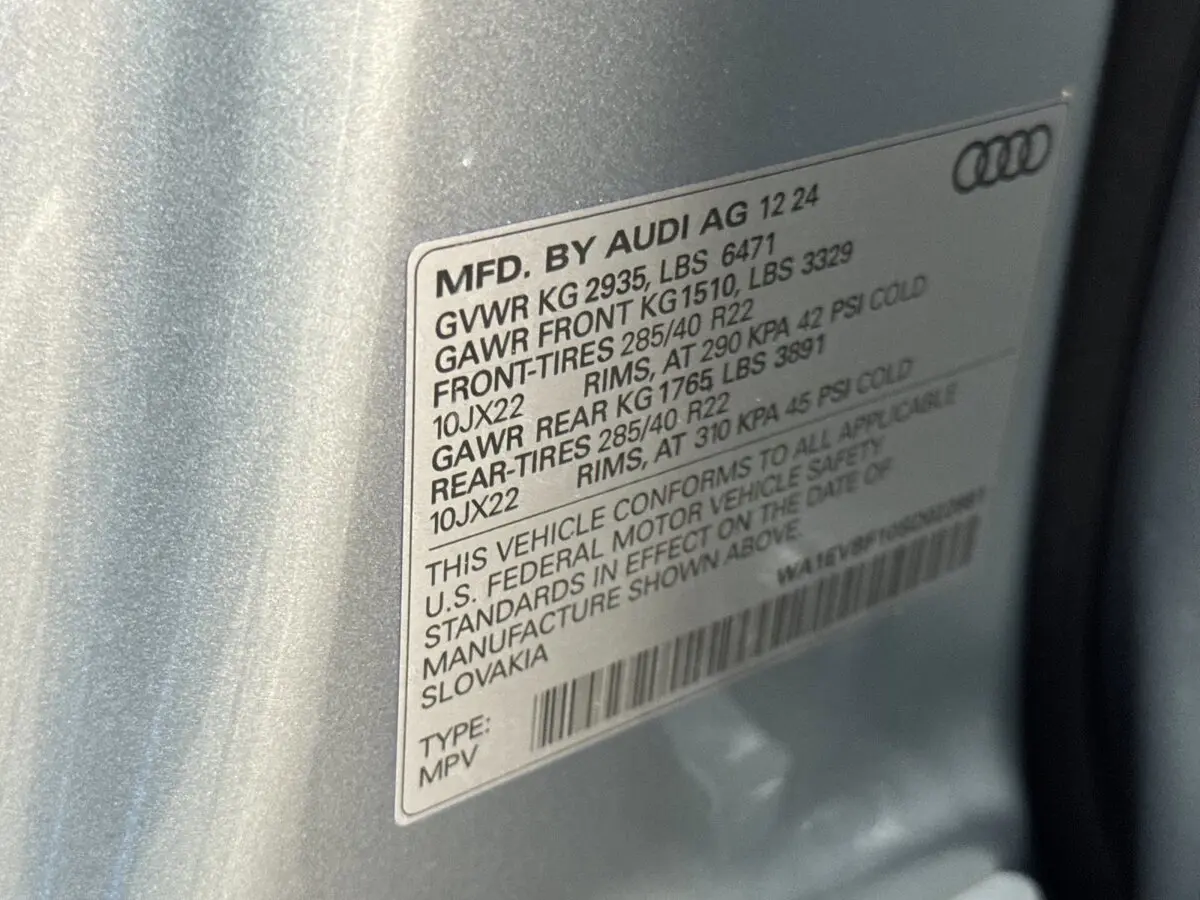 MFD. BY AUDI AG 12 24
GVWR KG 2935, LBS 6471
GAWR FRONT KG 1510, LBS 3329
FRONT-TIRES 285/40 R22
10JX22 RIMS, AT 290 KPA 42 PSI COLD
GAWR REAR KG 1765, LBS 3891
REAR-TIRES 285/40 R22
10JX22 RIMS, AT 310 KPA 45 PSI COLD
THIS VEHICLE CONFORMS TO ALL APPLICABLE
U.S. FEDERAL MOTOR VEHICLE SAFETY
STANDARDS IN EFFECT ON THE DATE OF
MANUFACTURE SHOWN ABOVE.
SLOVAKIA
TYPE:
MPV